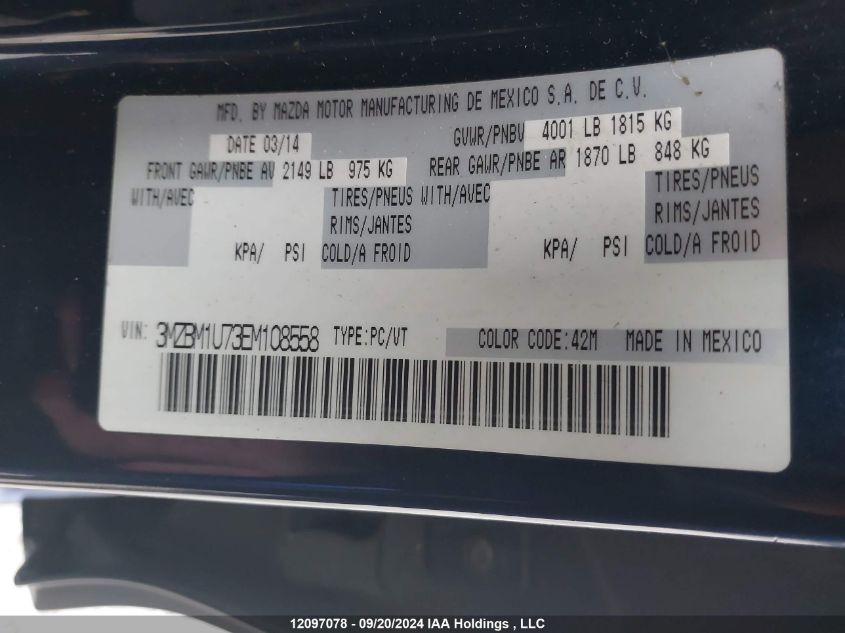 MFD. BY MAZDA MOTOR MANUFACTURING DE MEXICO S.A. DE C.V.
DATE 03/14 GVWR/PNBV 4001 LB 1815 KG
FRONT GAWR/PNBE AV 2149 LB 975 KG REAR GAWR/PNBE AR 1870 LB 848 KG
WITH/AVEC TIRES/PNEUS WITH/AVEC TIRES/PNEUS
RIMS/JANTES RIMS/JANTES
KPA/ PSI COLD/A FROID KPA/ PSI COLD/A FROID
VIN: 3MZBM1U73EM108558 TYPE:PC/VT COLOR CODE:42M MADE IN MEXICO
12097078 - 09/20/2024 IAA Holdings , LLC